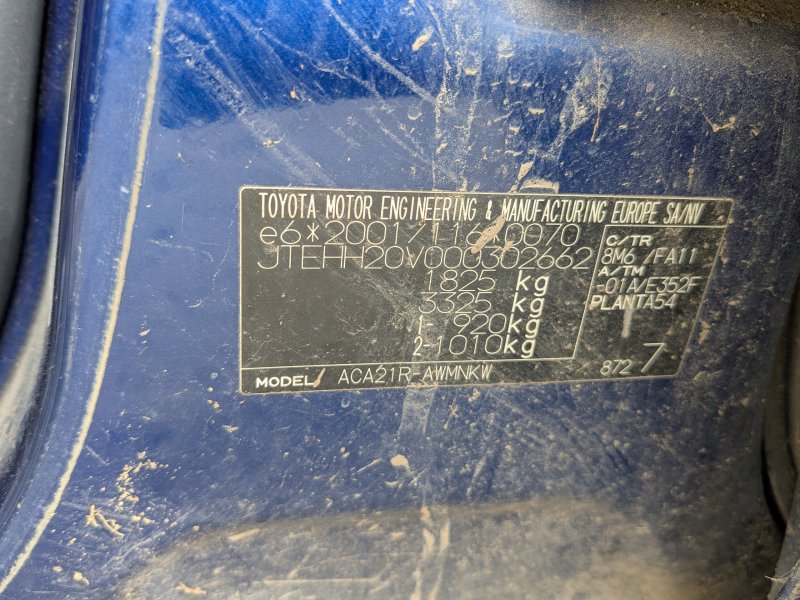 TOYOTA MOTOR ENGINEERING & MANUFACTURING EUROPE SA/NV
e6*2001/116*0070
JTEHH20V000302662
1825 kg
3325 kg
1- 920kg
2-1010kg
MODEL/ ACA21R-AWMNKW
C/TR
8M6 /FA11
A/TM
-01A/E352F
PLANTA54
872 7